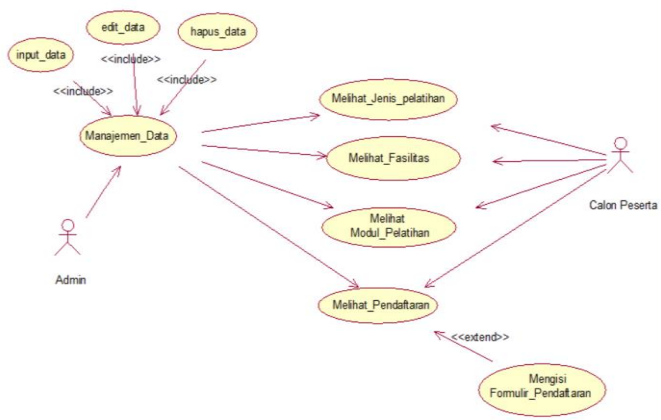 edit_data
hapus_data
input_data
<<include>>
<<include>>
<<include>>
Manajemen_Data
Melihat_Jenis_pelatihan
Melihat_Fasilitas
Calon Peserta
Melihat
Modul_Pelatihan
Admin
Melihat_Pendaftaran
<<extend>>
Mengisi
Formulir_Pendaftaran